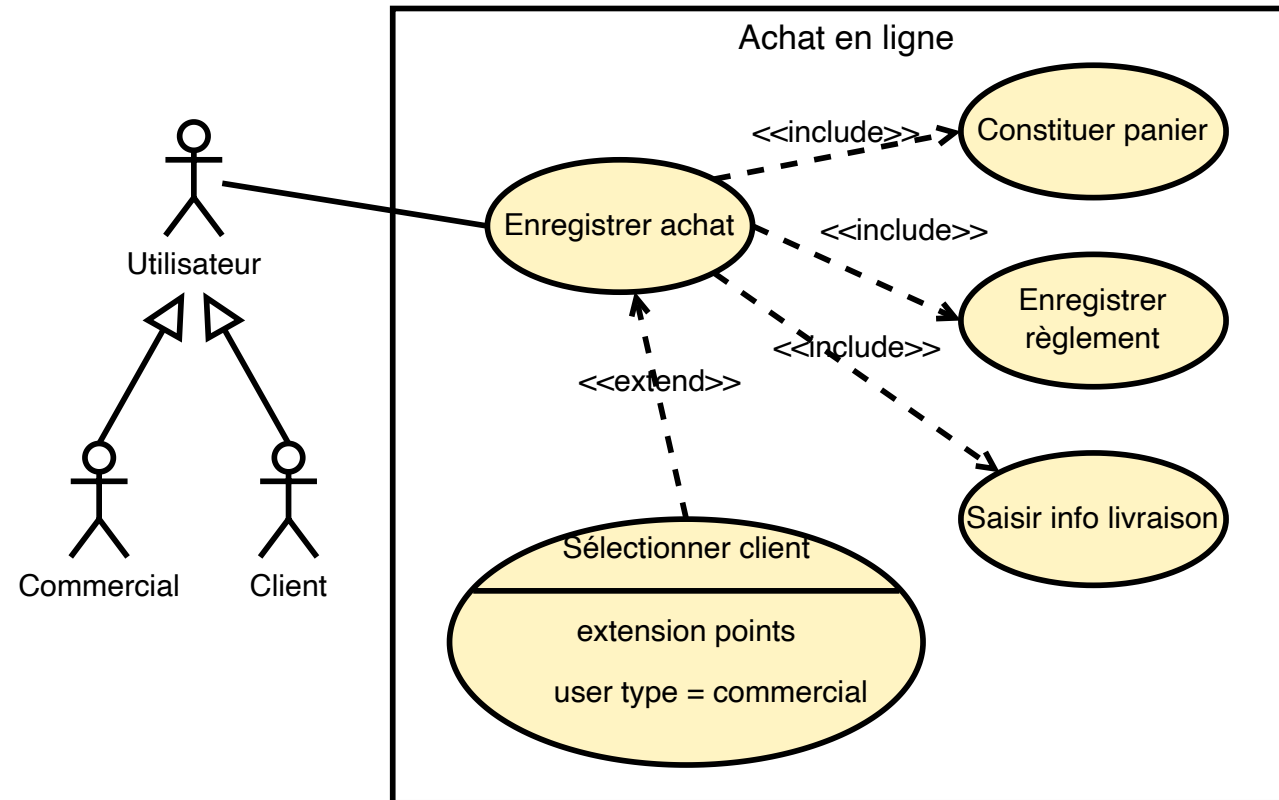 Achat en ligne
<<include>>
Constituer panier
Utilisateur
Enregistrer achat
<<include>>
Enregistrer
règlement
<<include>>
<<extend>>
Saisir info livraison
Commercial
Client
Sélectionner client
extension points
user type = commercial